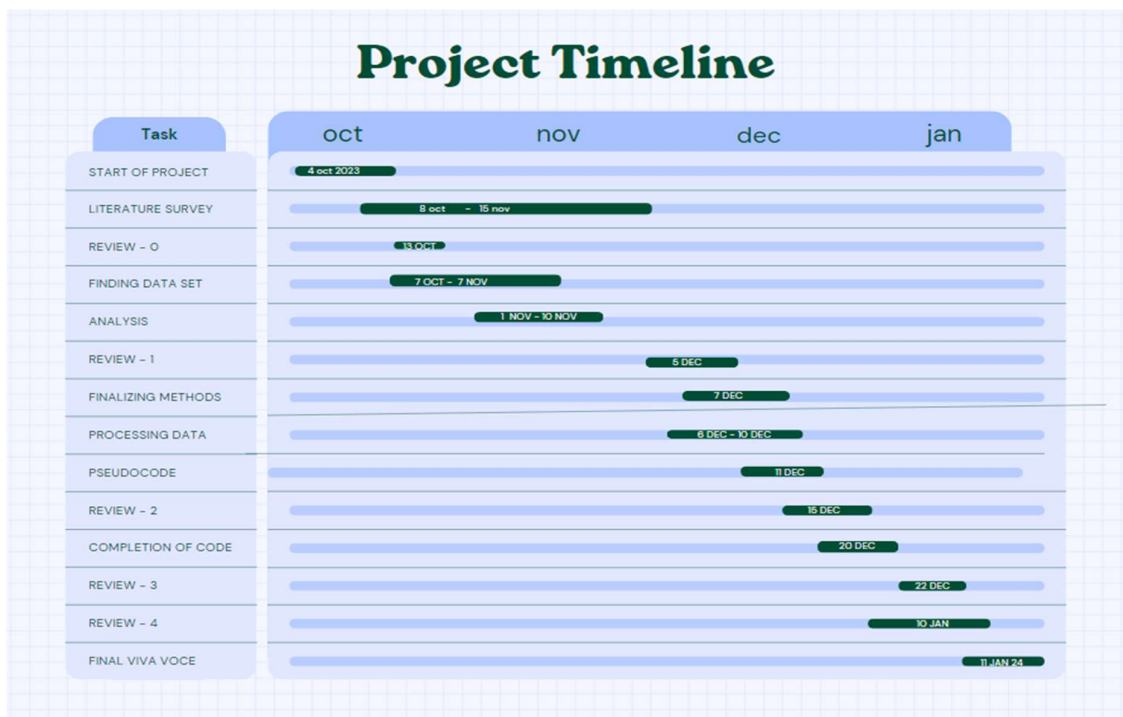 Project Timeline
Task oct nov dec jan
START OF PROJECT 4 oct 2023
LITERATURE SURVEY 8 oct - 15 nov
REVIEW - 0 13 OCT
FINDING DATA SET 7 OCT - 7 NOV
ANALYSIS 1 NOV - 10 NOV
REVIEW - 1 5 DEC
FINALIZING METHODS 7 DEC
PROCESSING DATA 6 DEC - 10 DEC
PSEUDOCODE 11 DEC
REVIEW - 2 15 DEC
COMPLETION OF CODE 20 DEC
REVIEW - 3 22 DEC
REVIEW - 4 10 JAN
FINAL VIVA VOCE 11 JAN 24